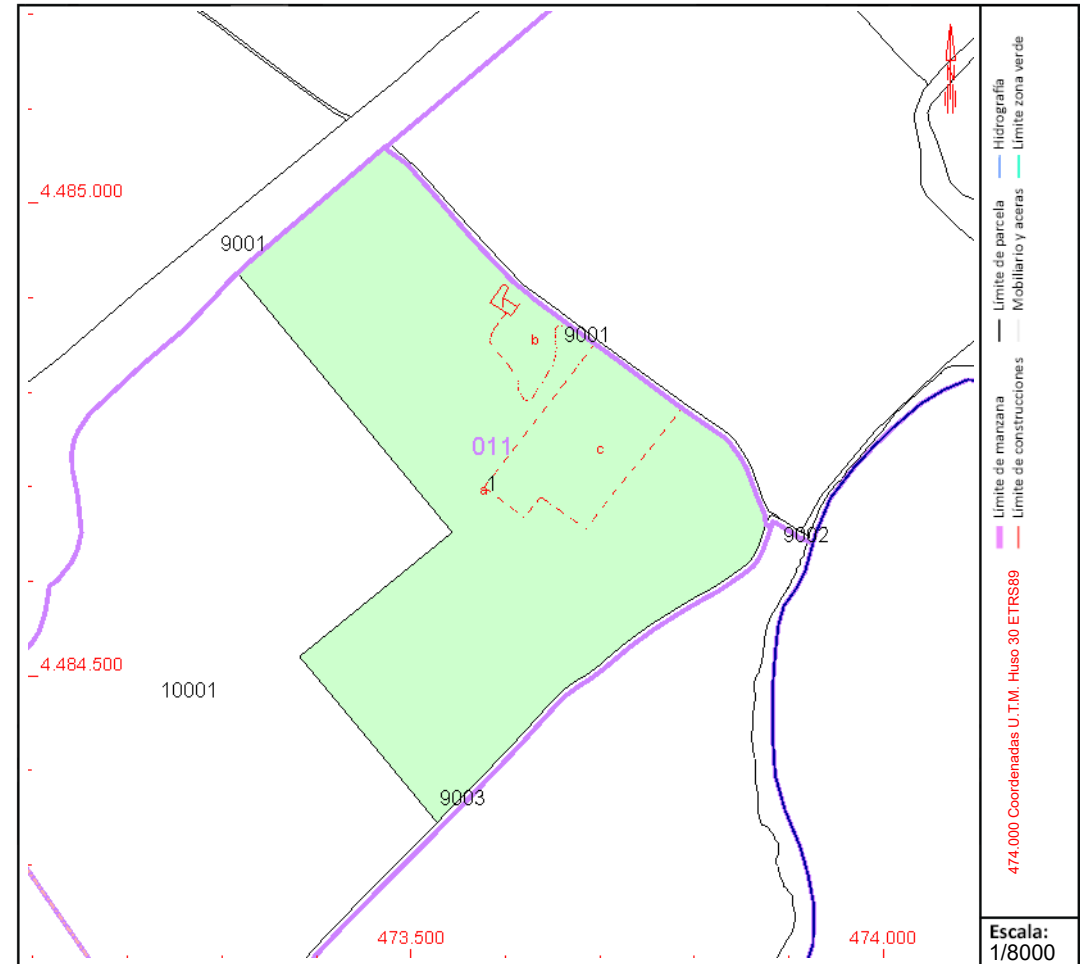 4.485.000
9001
9001
b
011
c
a
1
9002
4.484.500
10001
9003
473.500
474.000
Límite de manzana
Límite de parcela
Hidrografía
Límite de construcciones
Mobiliario y aceras
Límite zona verde
474.000 Coordenadas U.T.M. Huso 30 ETRS89
Escala:
1/8000